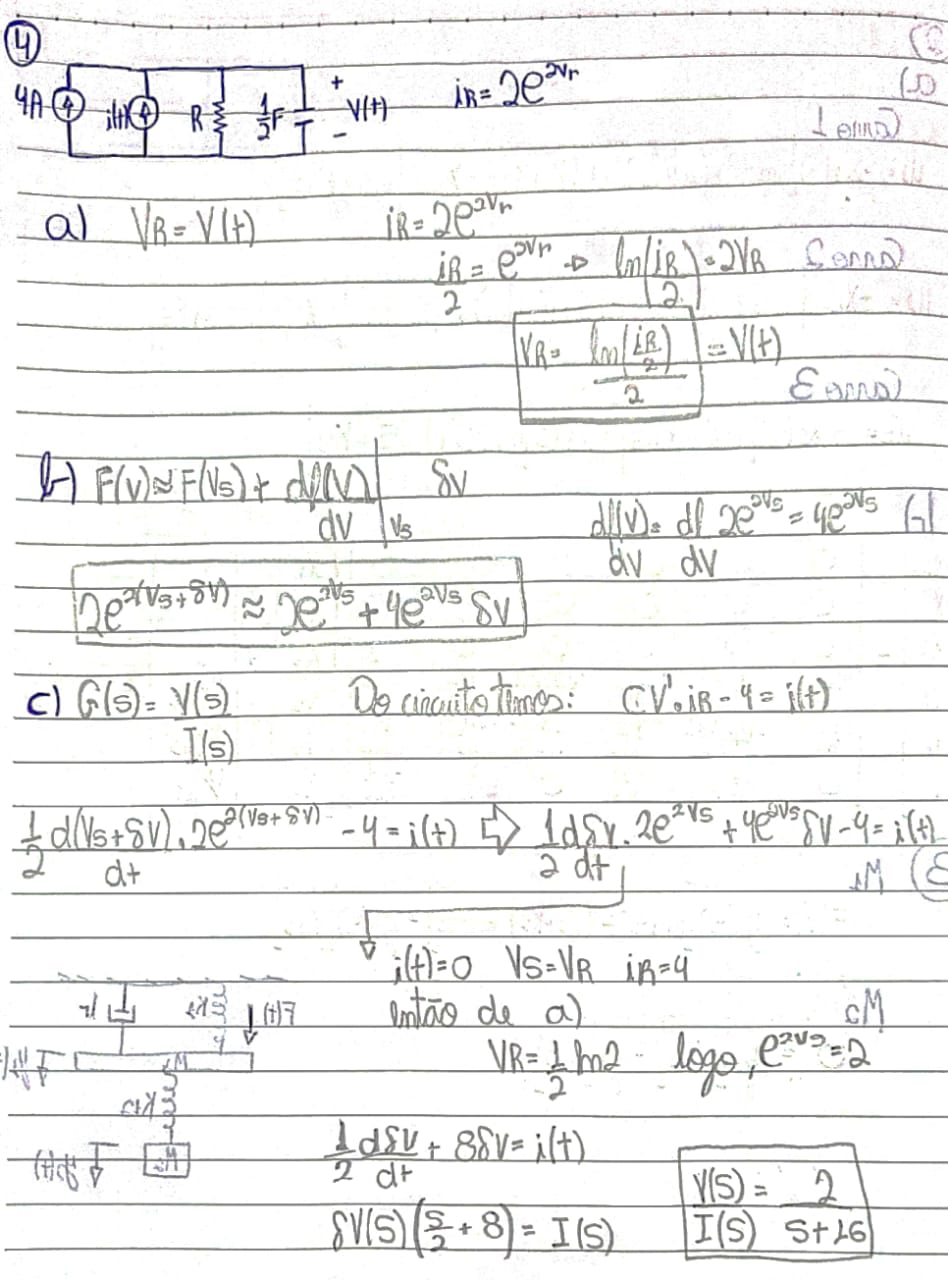 4
4A i(t) R 1/2F + V(t) - iR = 2e^2Vr
a) VR = V(t) iR = 2e^2Vr
iR/2 = e^2Vr → ln(iR/2) = 2VR
VR = ln(iR/2)/2 = V(t)
b) F(V) ≈ F(Vs) + df(V)/dV |Vs δV
df(V)/dV = df/dV 2e^2Vs = 4e^2Vs
2e^2(Vs+δV) ≈ 2e^2Vs + 4e^2Vs δV
c) G(s) = V(s)/I(s) Do circuito temos: CV'. iR - 4 = i(t)
1/2 d(Vs+δV)/dt . 2e^2(Vs+δV) - 4 = i(t) ⇒ 1/2 dδV/dt . 2e^2Vs + 4e^2Vs δV - 4 = i(t)
i(t)=0 Vs=VR iR=4
então de a)
VR = 1/2 ln2 logo, e^2Vs = 2
1/2 dδV/dt + 8δV = i(t)
δV(S)(S/2 + 8) = I(S)
V(S)/I(S) = 2/S+16